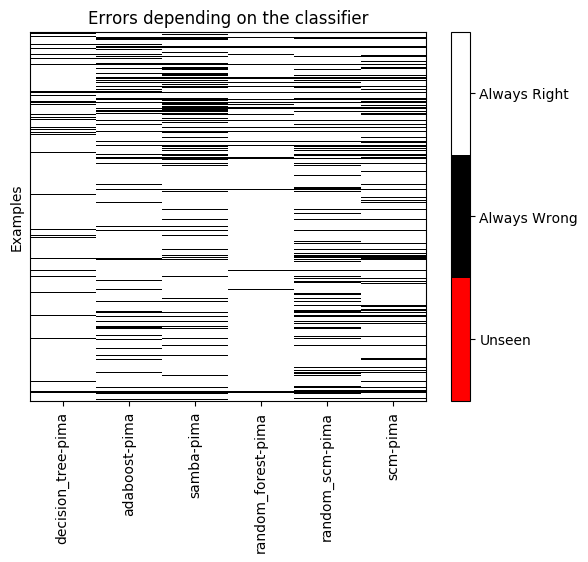 Errors depending on the classifier
Examples
decision_tree-pima
adaboost-pima
samba-pima
random_forest-pima
random_scm-pima
scm-pima
Always Right
Always Wrong
Unseen